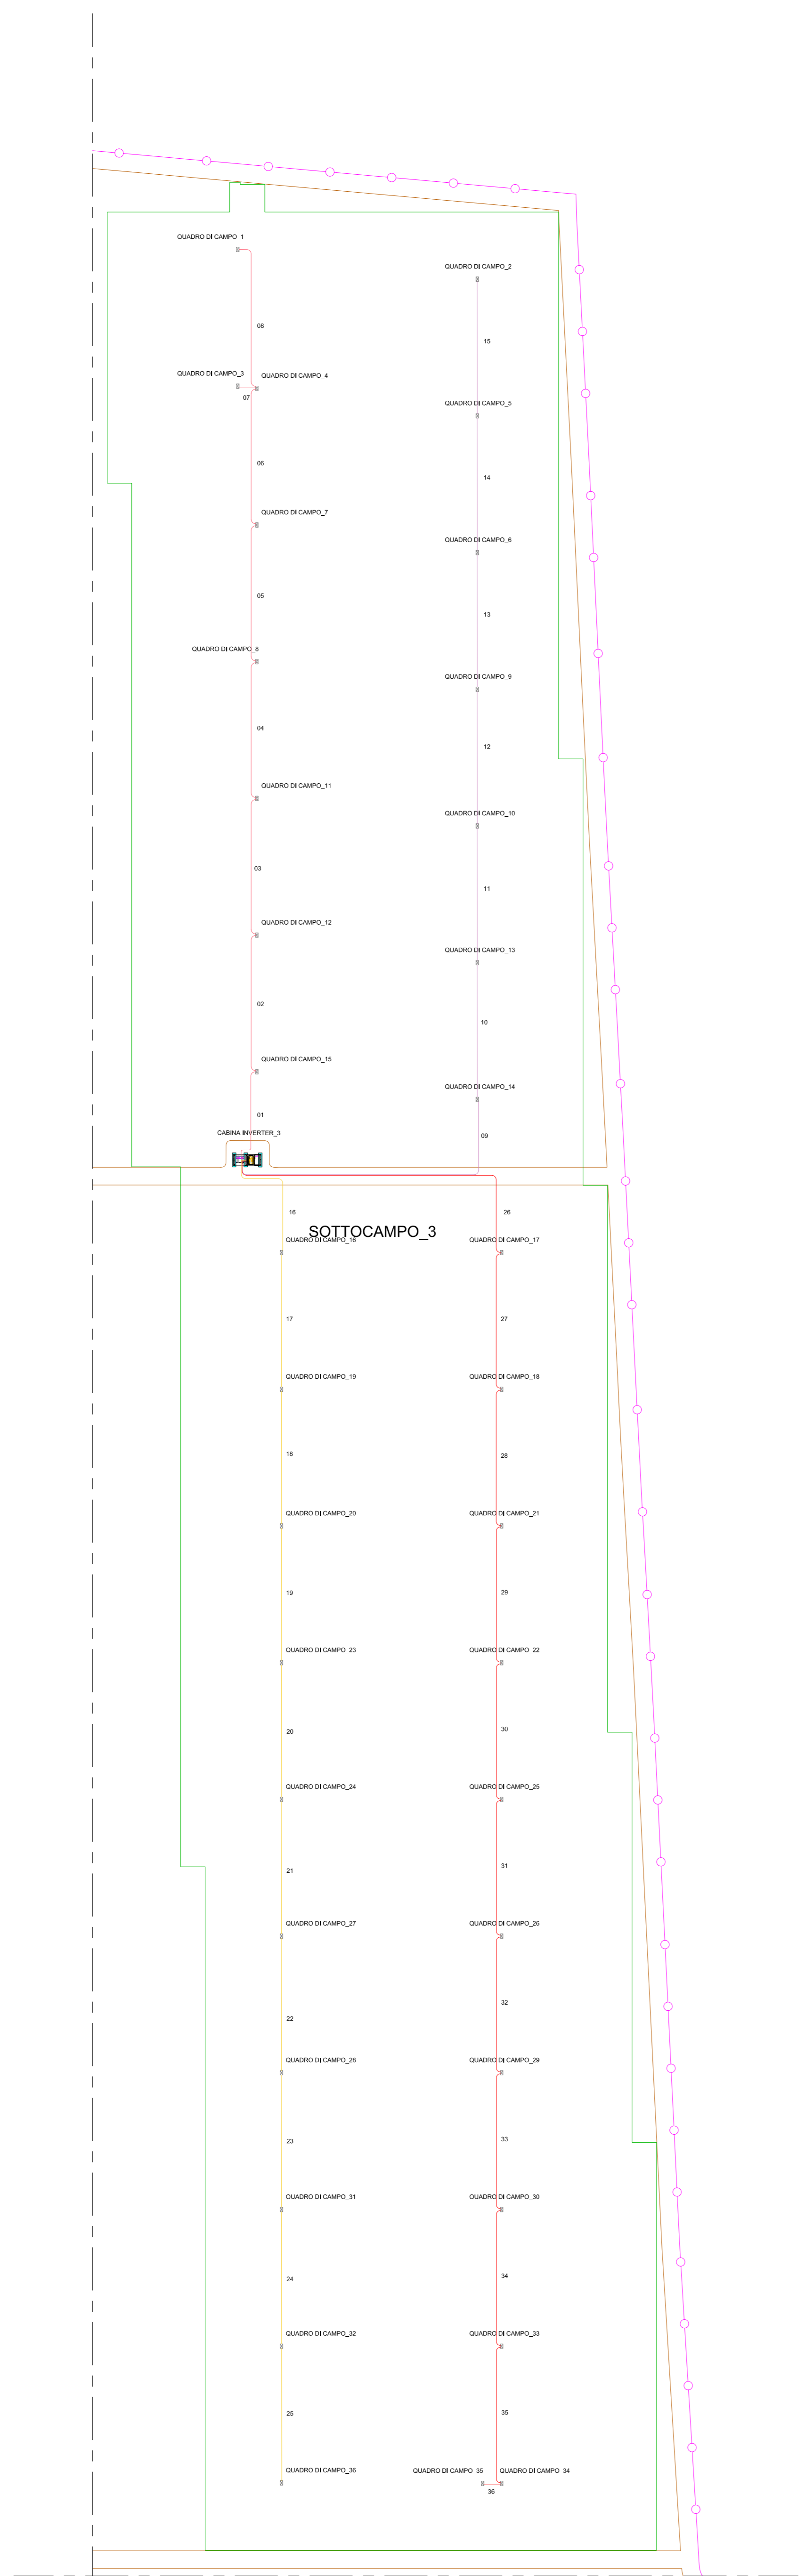 QUADRO DI CAMPO_1
QUADRO DI CAMPO_2
08
15
QUADRO DI CAMPO_3
QUADRO DI CAMPO_4
07
QUADRO DI CAMPO_5
06
14
QUADRO DI CAMPO_7
QUADRO DI CAMPO_6
05
13
QUADRO DI CAMPO_8
QUADRO DI CAMPO_9
04
12
QUADRO DI CAMPO_11
QUADRO DI CAMPO_10
03
11
QUADRO DI CAMPO_12
QUADRO DI CAMPO_13
02
10
QUADRO DI CAMPO_15
QUADRO DI CAMPO_14
01
CABINA INVERTER_3
09
16
26
SOTTOCAMPO_3
QUADRO DI CAMPO_16
QUADRO DI CAMPO_17
17
27
QUADRO DI CAMPO_19
QUADRO DI CAMPO_18
18
28
QUADRO DI CAMPO_20
QUADRO DI CAMPO_21
19
29
QUADRO DI CAMPO_23
QUADRO DI CAMPO_22
20
30
QUADRO DI CAMPO_24
QUADRO DI CAMPO_25
21
31
QUADRO DI CAMPO_27
QUADRO DI CAMPO_26
22
32
QUADRO DI CAMPO_28
QUADRO DI CAMPO_29
23
33
QUADRO DI CAMPO_31
QUADRO DI CAMPO_30
24
34
QUADRO DI CAMPO_32
QUADRO DI CAMPO_33
25
35
QUADRO DI CAMPO_36
QUADRO DI CAMPO_35
QUADRO DI CAMPO_34
36